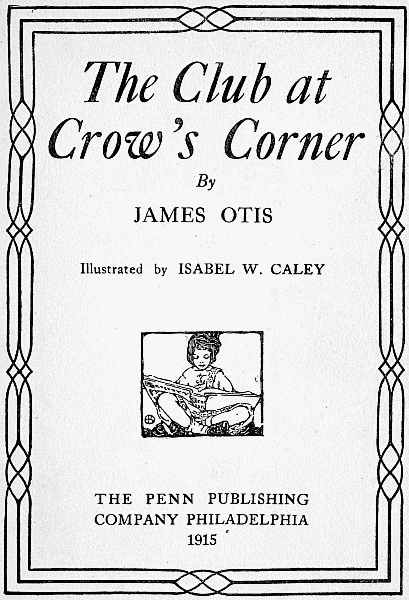 The Club at
Crow's Corner
By
JAMES OTIS
Illustrated by ISABEL W. CALEY
THE PENN PUBLISHING
COMPANY PHILADELPHIA
1915